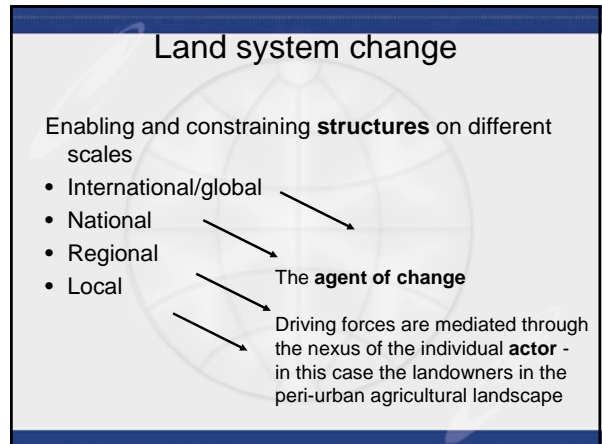 Land system change
Enabling and constraining structures on different
scales
• International/global
• National
• Regional
• Local
The agent of change
Driving forces are mediated through
the nexus of the individual actor -
in this case the landowners in the
peri-urban agricultural landscape